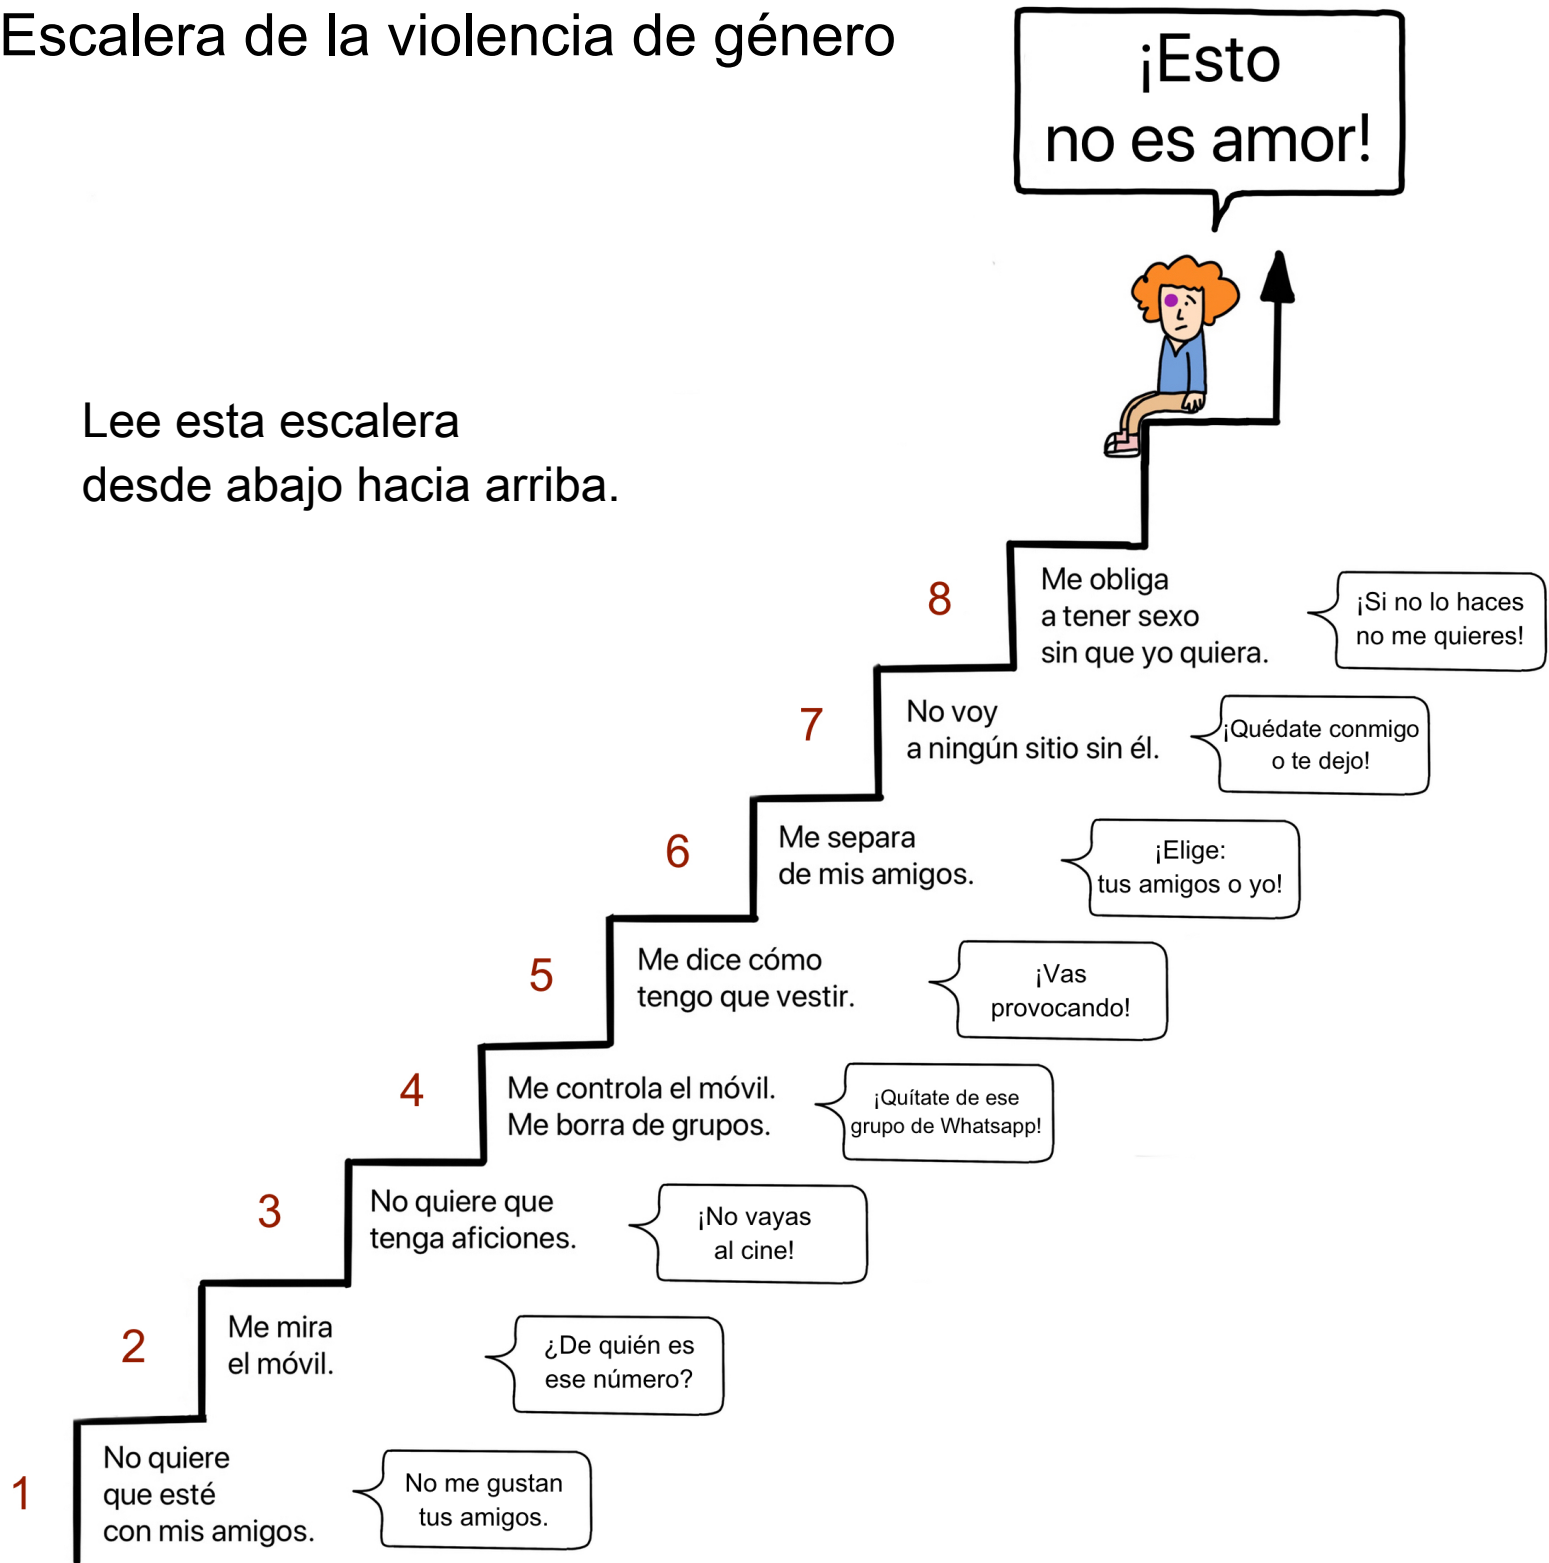 Escalera de la violencia de género
¡Esto
no es amor!
Lee esta escalera
desde abajo hacia arriba.
8
Me obliga
a tener sexo
sin que yo quiera.
¡Si no lo haces
no me quieres!
7
No voy
a ningún sitio sin él.
¡Quédate conmigo
o te dejo!
6
Me separa
de mis amigos.
¡Elige:
tus amigos o yo!
5
Me dice cómo
tengo que vestir.
¡Vas
provocando!
4
Me controla el móvil.
Me borra de grupos.
¡Quítate de ese
grupo de Whatsapp!
3
No quiere que
tenga aficiones.
¡No vayas
al cine!
2
Me mira
el móvil.
¿De quién es
ese número?
1
No quiere
que esté
con mis amigos.
No me gustan
tus amigos.